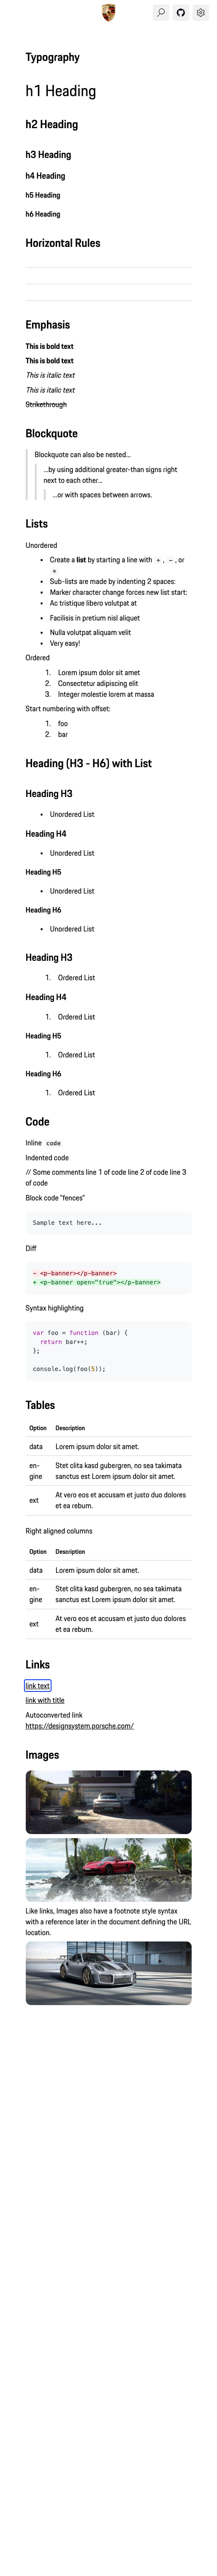 Typography
h1 Heading
h2 Heading
h3 Heading
h4 Heading
h5 Heading
h6 Heading
Horizontal Rules
Emphasis
This is bold text
This is bold text
This is italic text
This is italic text
Strikethrough
Blockquote
Blockquote can also be nested...
...by using additional greater-than signs right
next to each other...
...or with spaces between arrows.
Lists
Unordered
• Create a list by starting a line with + , - , or
*
• Sub-lists are made by indenting 2 spaces:
• Marker character change forces new list start:
• Ac tristique libero volutpat at
• Facilisis in pretium nisl aliquet
• Nulla volutpat aliquam velit
• Very easy!
Ordered
1. Lorem ipsum dolor sit amet
2. Consectetur adipiscing elit
3. Integer molestie lorem at massa
Start numbering with offset:
1. foo
2. bar
Heading (H3 - H6) with List
Heading H3
• Unordered List
Heading H4
• Unordered List
Heading H5
• Unordered List
Heading H6
• Unordered List
Heading H3
1. Ordered List
Heading H4
1. Ordered List
Heading H5
1. Ordered List
Heading H6
1. Ordered List
Code
Inline code
Indented code
// Some comments line 1 of code line 2 of code line 3
of code
Block code "fences"
Sample text here...
Diff
- <p-banner></p-banner>
+ <p-banner open="true"></p-banner>
Syntax highlighting
var foo = function (bar) {
  return bar++;
};
console.log(foo(5));
Tables
Option Description
data Lorem ipsum dolor sit amet.
en- Stet clita kasd gubergren, no sea takimata
gine sanctus est Lorem ipsum dolor sit amet.
ext At vero eos et accusam et justo duo dolores
et ea rebum.
Right aligned columns
Option Description
data Lorem ipsum dolor sit amet.
en- Stet clita kasd gubergren, no sea takimata
gine sanctus est Lorem ipsum dolor sit amet.
ext At vero eos et accusam et justo duo dolores
et ea rebum.
Links
link text
link with title
Autoconverted link
https://designsystem.porsche.com/
Images
Like links, Images also have a footnote style syntax
with a reference later in the document defining the URL
location.